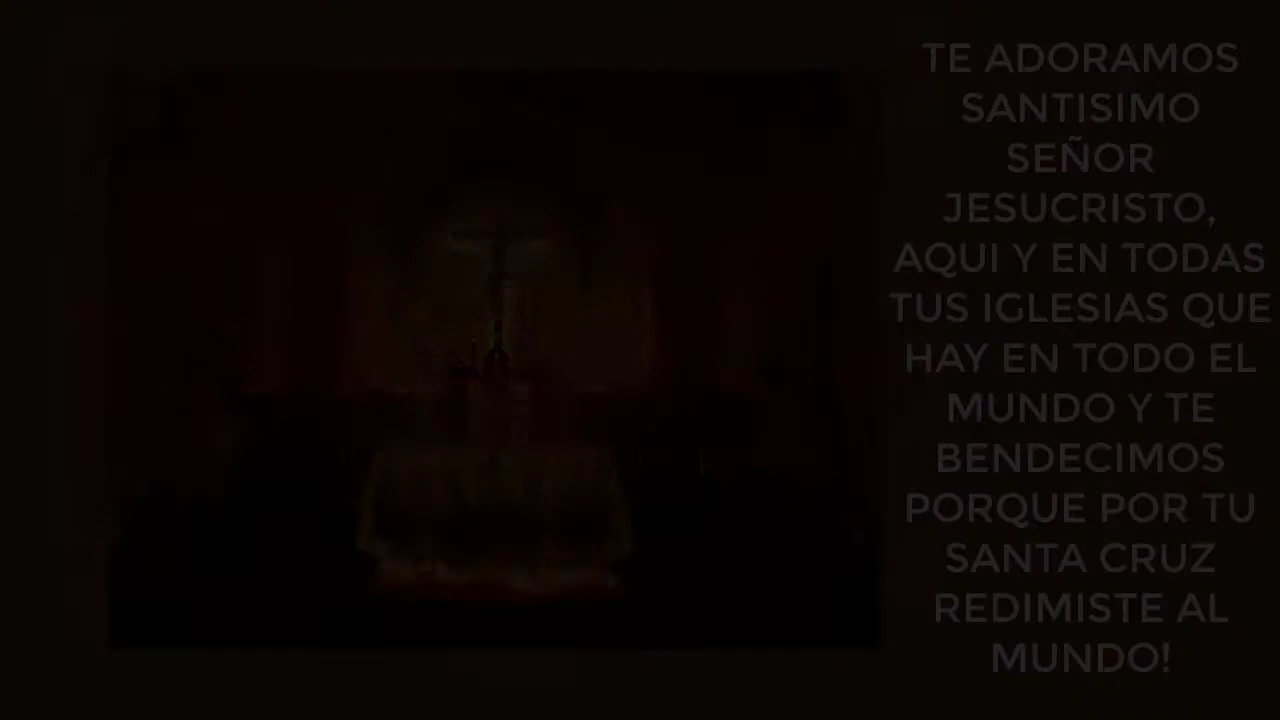 TE ADORAMOS
SANTISIMO
SEÑOR
JESUCRISTO,
AQUI Y EN TODAS
TUS IGLESIAS QUE
HAY EN TODO EL
MUNDO Y TE
BENDECIMOS
PORQUE POR TU
SANTA CRUZ
REDIMISTE AL
MUNDO!